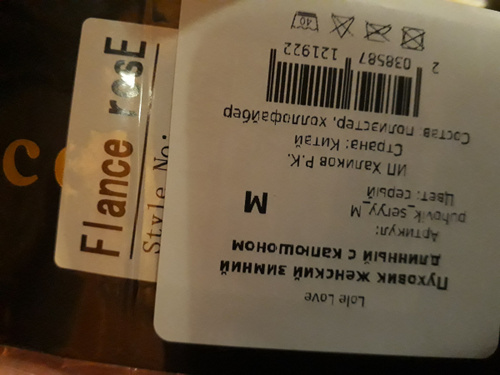 Lole Love
Пуховик женский зимний
длинный с капюшоном
Артикул:
puhovik_seryy_M
Цвет: серый
M
ИП Халиков Р.К.
Страна: Китай
Состав: полиэстер, холлофайбер
2 038587 121922
40
Flance rosE
Style No: